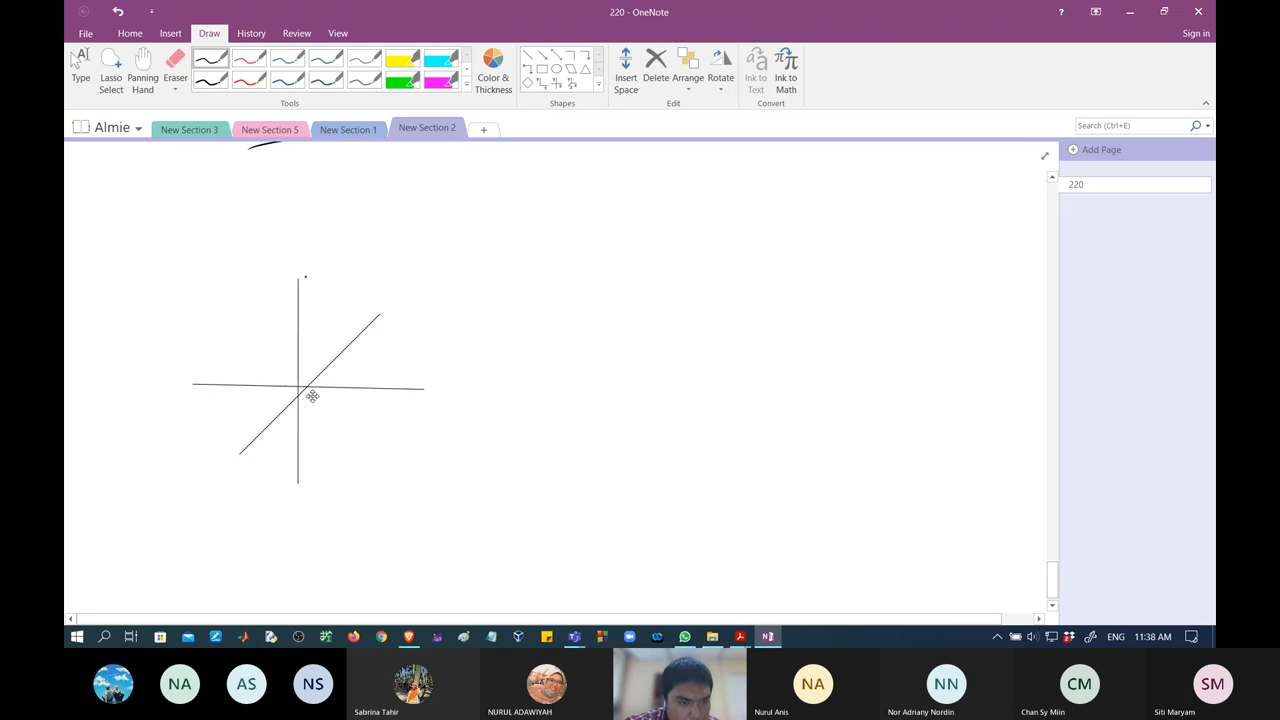 220 - OneNote
?
File Home Insert Draw History Review View Sign in
Type Lasso Select Panning Hand Eraser Color & Thickness Insert Space Delete Arrange Rotate Ink to Text Ink to Math
Tools Shapes Edit Convert
Almie New Section 3 New Section 5 New Section 1 New Section 2 + Search (Ctrl+E)
Add Page
220
ENG 11:38 AM
NA AS NS NA NN CM SM
Sabrina Tahir NURUL ADAWIYAH Nurul Anis Nor Adriany Nordin Chan Sy Miin Siti Maryam